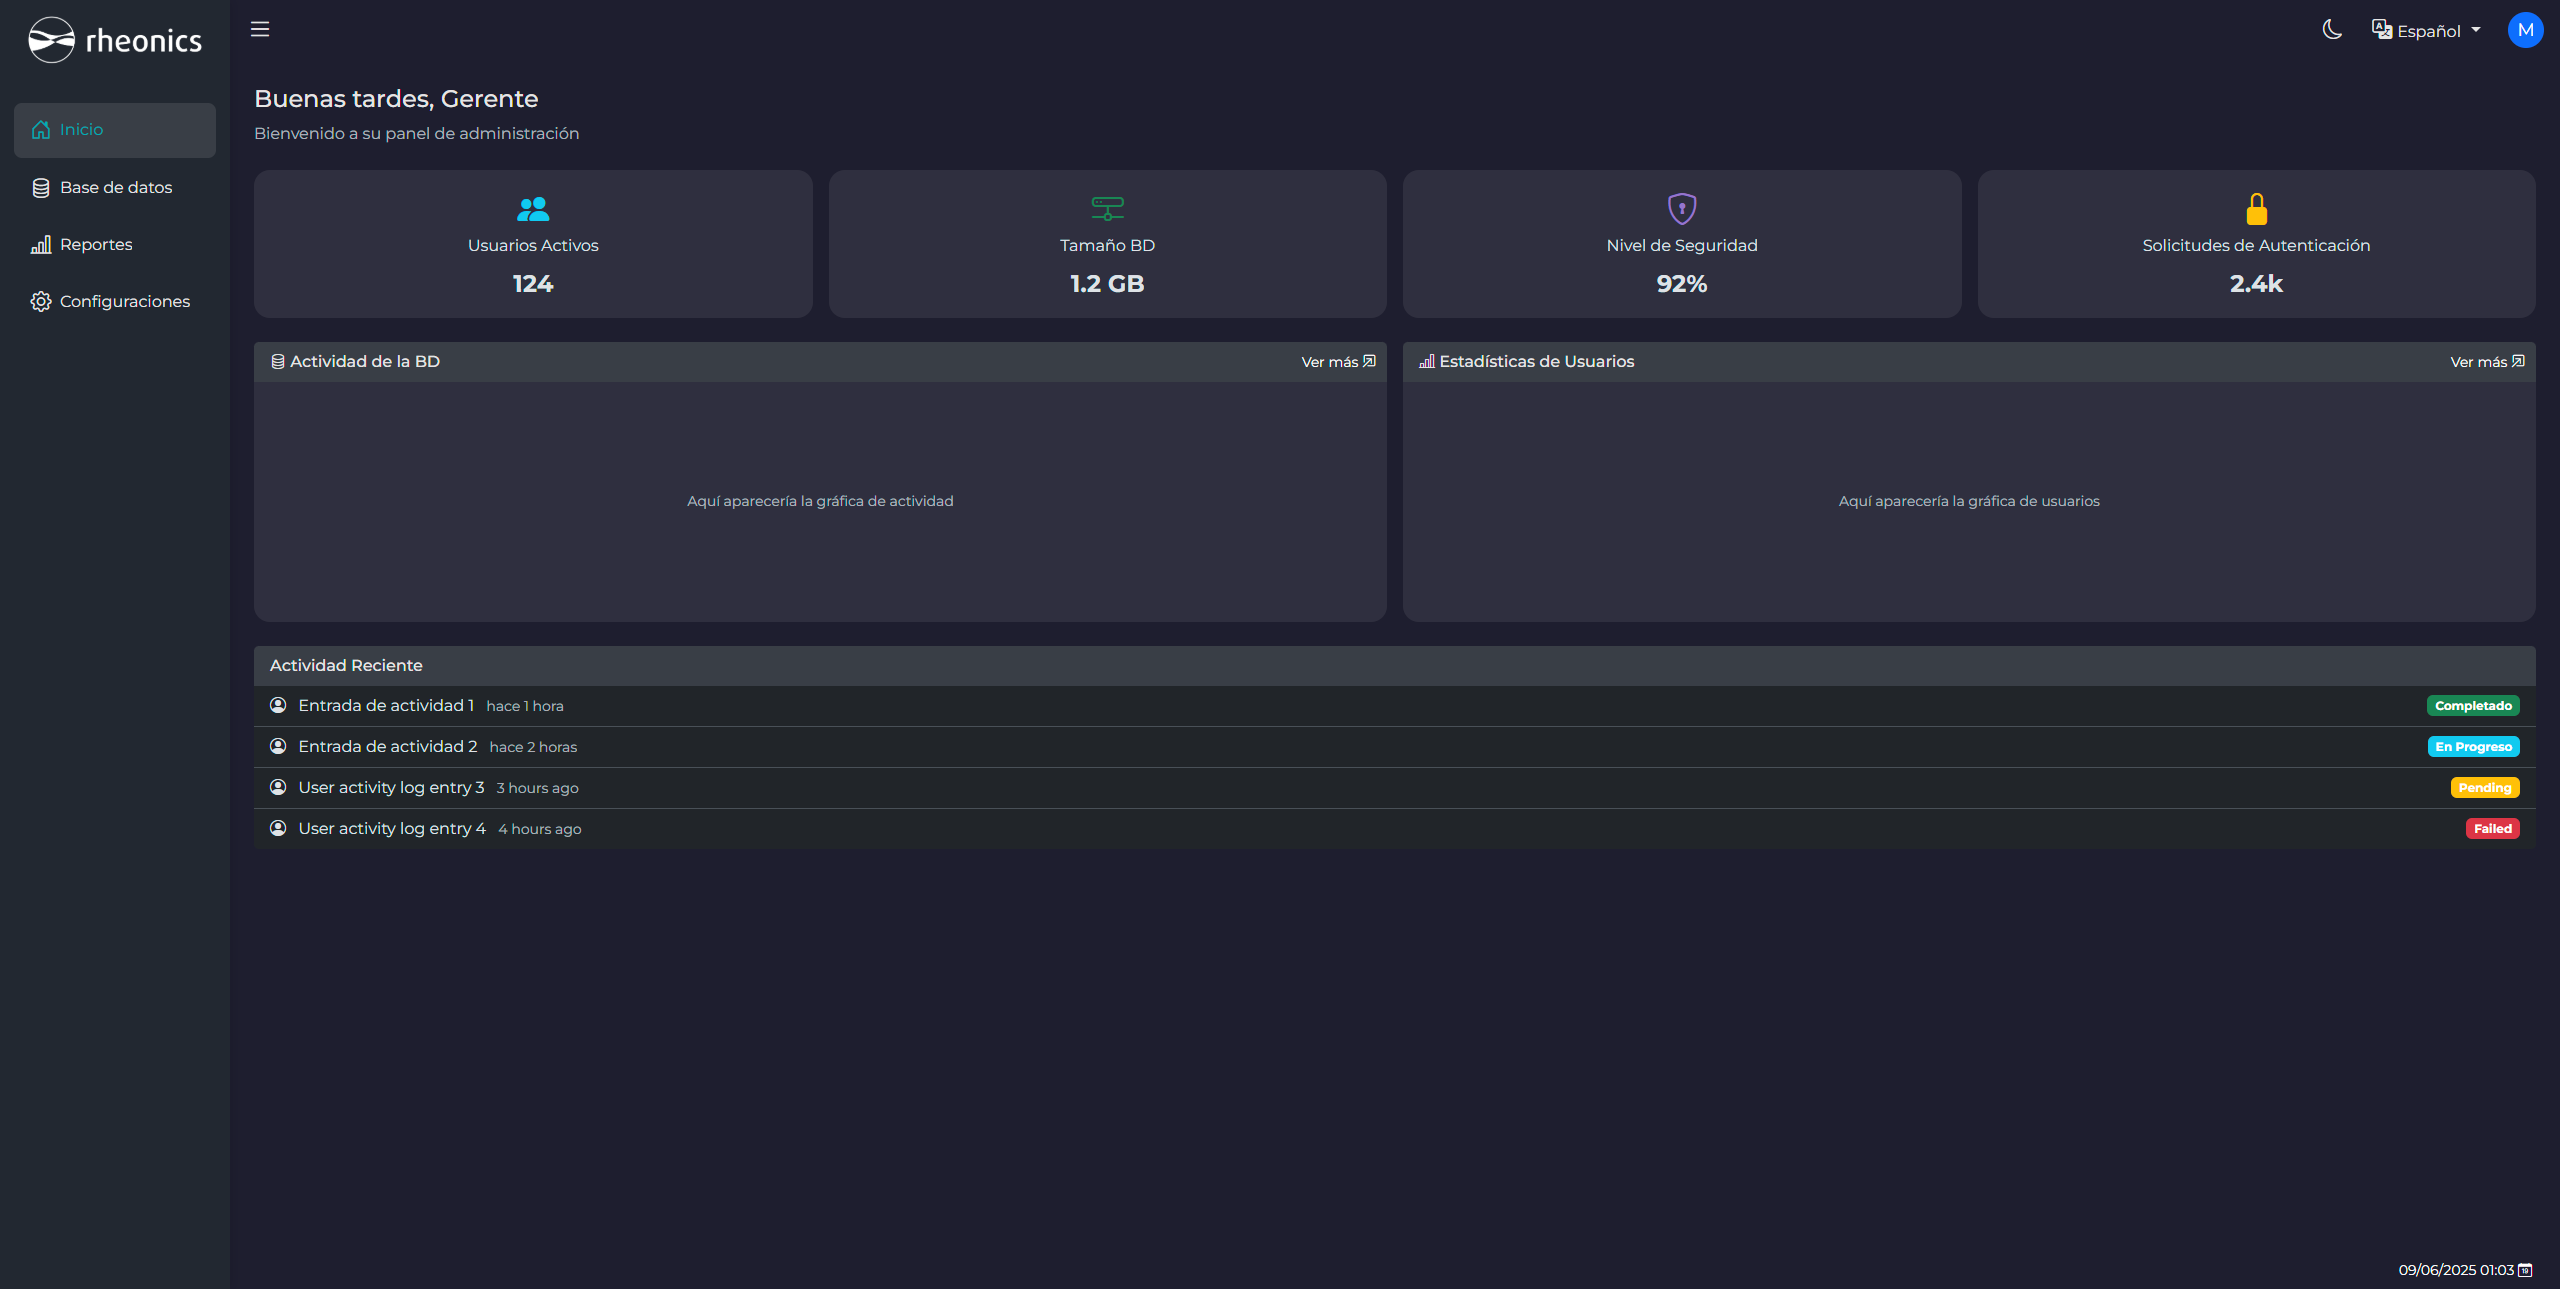 rheonics
Español
M
Inicio
Base de datos
Reportes
Configuraciones
Buenas tardes, Gerente
Bienvenido a su panel de administración
Usuarios Activos
124
Tamaño BD
1.2 GB
Nivel de Seguridad
92%
Solicitudes de Autenticación
2.4k
Actividad de la BD
Ver más
Aquí aparecería la gráfica de actividad
Estadísticas de Usuarios
Ver más
Aquí aparecería la gráfica de usuarios
Actividad Reciente
Entrada de actividad 1 hace 1 hora Completado
Entrada de actividad 2 hace 2 horas En Progreso
User activity log entry 3 3 hours ago Pending
User activity log entry 4 4 hours ago Failed
09/06/2025 01:03